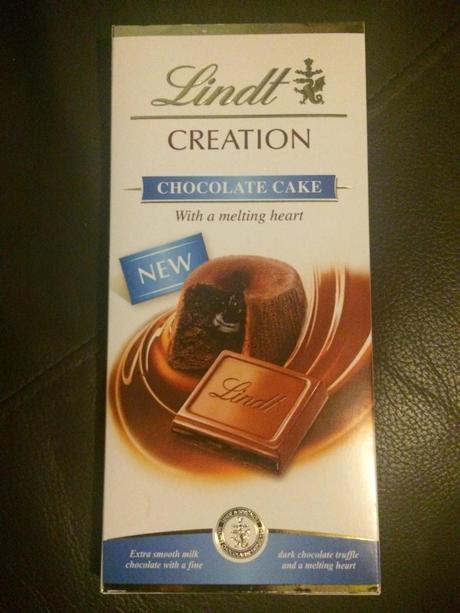 Lindt
CREATION
CHOCOLATE CAKE
With a melting heart
NEW
Lindt
Extra smooth milk
chocolate with a fine
dark chocolate truffle
and a melting heart